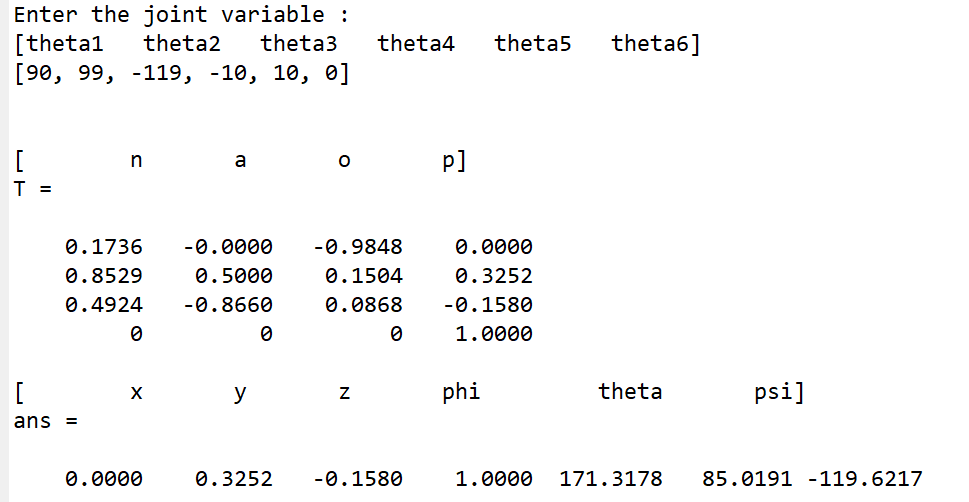 Enter the joint variable :
[theta1   theta2   theta3   theta4   theta5   theta6]
[90, 99, -119, -10, 10, 0]
[        n       a       o       p]
T =
0.1736   -0.0000   -0.9848    0.0000
0.8529    0.5000    0.1504    0.3252
0.4924   -0.8660    0.0868   -0.1580
0         0         0    1.0000
[        x       y       z       phi         theta       psi]
ans =
0.0000    0.3252   -0.1580    1.0000  171.3178   85.0191 -119.6217